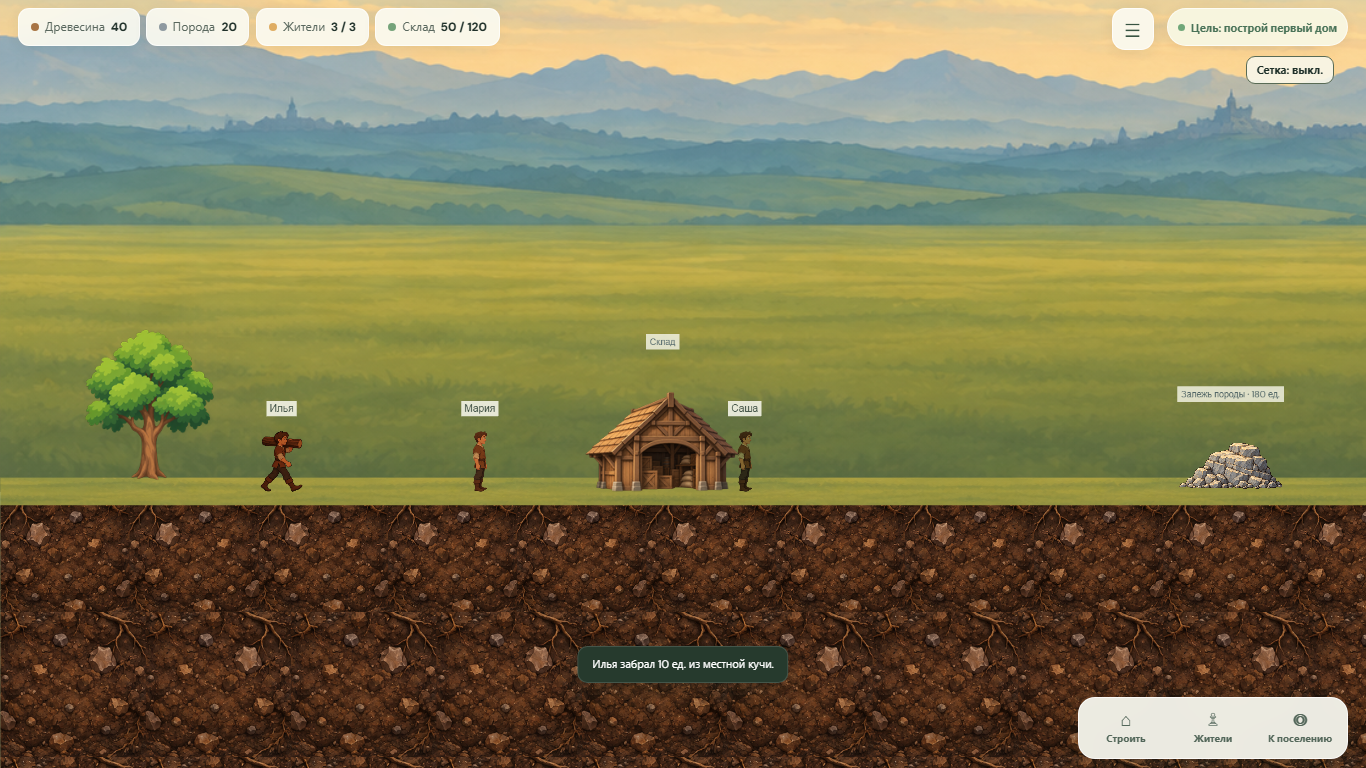 Древесина 40
Порода 20
Жители 3 / 3
Склад 50 / 120
Цель: построй первый дом
Сетка: выкл.
Склад
Залежь породы · 180 ед.
Илья
Мария
Саша
Илья забрал 10 ед. из местной кучи.
Строить
Жители
К поселению